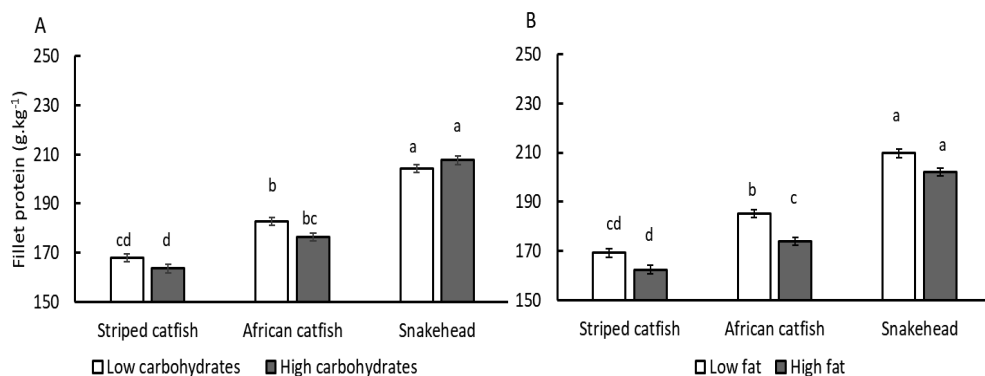 A
B
Fillet protein (g.kg⁻¹)
250
230
210
190
170
150
cd
d
b
bc
a
a
Striped catfish
African catfish
Snakehead
Low carbohydrates
High carbohydrates
250
230
210
190
170
150
cd
d
b
c
a
a
Striped catfish
African catfish
Snakehead
Low fat
High fat